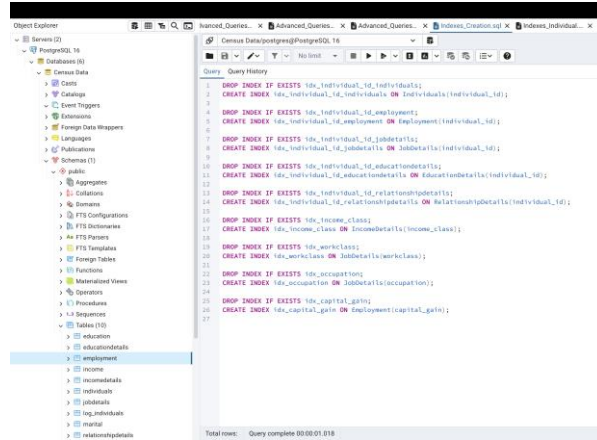 Object Explorer
Servers (2)
PostgreSQL 16
Databases (6)
Census Data
Casts
Catalogs
Event Triggers
Extensions
Foreign Data Wrappers
Languages
Publications
Schemas (1)
public
Aggregates
Collations
Domains
FTS Configurations
FTS Dictionaries
FTS Parsers
FTS Templates
Foreign Tables
Functions
Materialized Views
Operators
Procedures
Sequences
Tables (10)
education
educationdetails
employment
income
incomedetails
individuals
jobdetails
log_individuals
marital
relationshipdetails
lvanced_Queries... Advanced_Queries... Advanced_Queries... Indexes_Creation.sql Indexes_Individual...
Census Data/postgres@PostgreSQL 16
No limit
Query Query History
1 DROP INDEX IF EXISTS idx_individual_id_individuals;
2 CREATE INDEX idx_individual_id_individuals ON Individuals(individual_id);
3
4 DROP INDEX IF EXISTS idx_individual_id_employment;
5 CREATE INDEX idx_individual_id_employment ON Employment(individual_id);
6
7 DROP INDEX IF EXISTS idx_individual_id_jobdetails;
8 CREATE INDEX idx_individual_id_jobdetails ON JobDetails(individual_id);
9
10 DROP INDEX IF EXISTS idx_individual_id_educationdetails;
11 CREATE INDEX idx_individual_id_educationdetails ON EducationDetails(individual_id);
12
13 DROP INDEX IF EXISTS idx_individual_id_relationshipdetails;
14 CREATE INDEX idx_individual_id_relationshipdetails ON RelationshipDetails(individual_id);
15
16 DROP INDEX IF EXISTS idx_income_class;
17 CREATE INDEX idx_income_class ON IncomeDetails(income_class);
18
19 DROP INDEX IF EXISTS idx_workclass;
20 CREATE INDEX idx_workclass ON JobDetails(workclass);
21
22 DROP INDEX IF EXISTS idx_occupation;
23 CREATE INDEX idx_occupation ON JobDetails(occupation);
24
25 DROP INDEX IF EXISTS idx_capital_gain;
26 CREATE INDEX idx_capital_gain ON Employment(capital_gain);
27
Total rows: Query complete 00:00:01.018